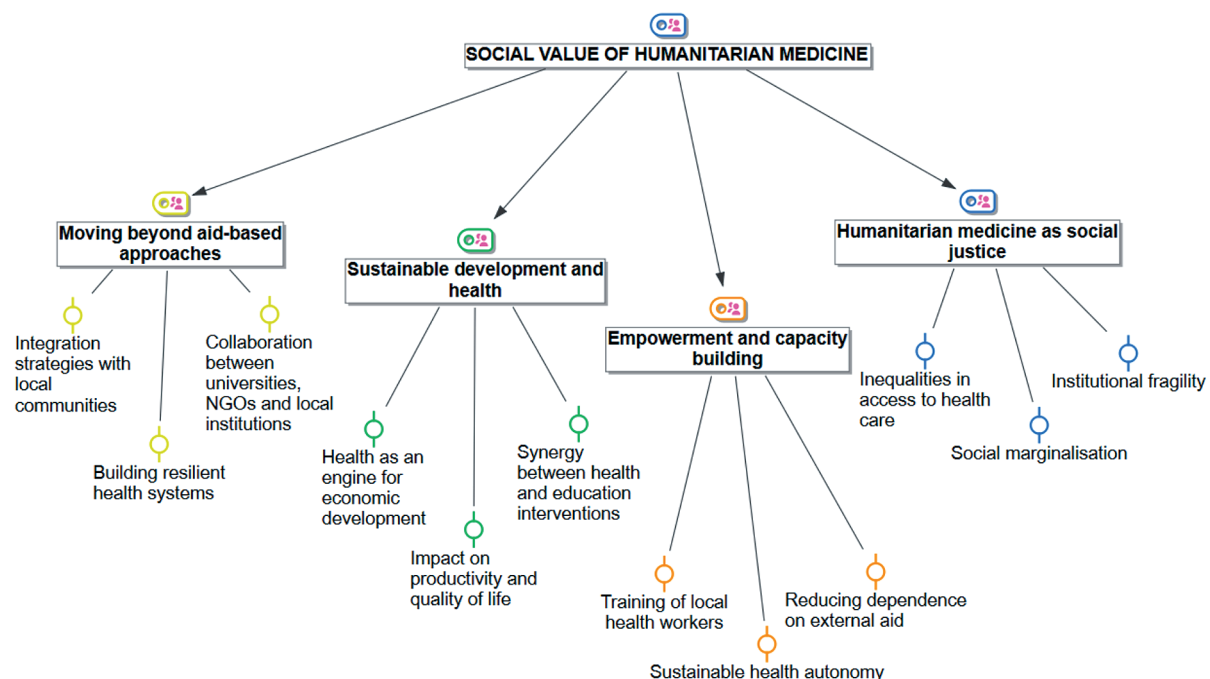 SOCIAL VALUE OF HUMANITARIAN MEDICINE
Moving beyond aid-based
approaches
Integration
strategies with
local
communities
Building resilient
health systems
Collaboration
between
universities,
NGOs and local
institutions
Sustainable development and
health
Health as an
engine for
economic
development
Impact on
productivity and
quality of life
Synergy
between health
and education
interventions
Empowerment and capacity
building
Training of local
health workers
Sustainable health autonomy
Reducing dependence
on external aid
Humanitarian medicine as social
justice
Inequalities in
access to health
care
Social marginalisation
Institutional fragility